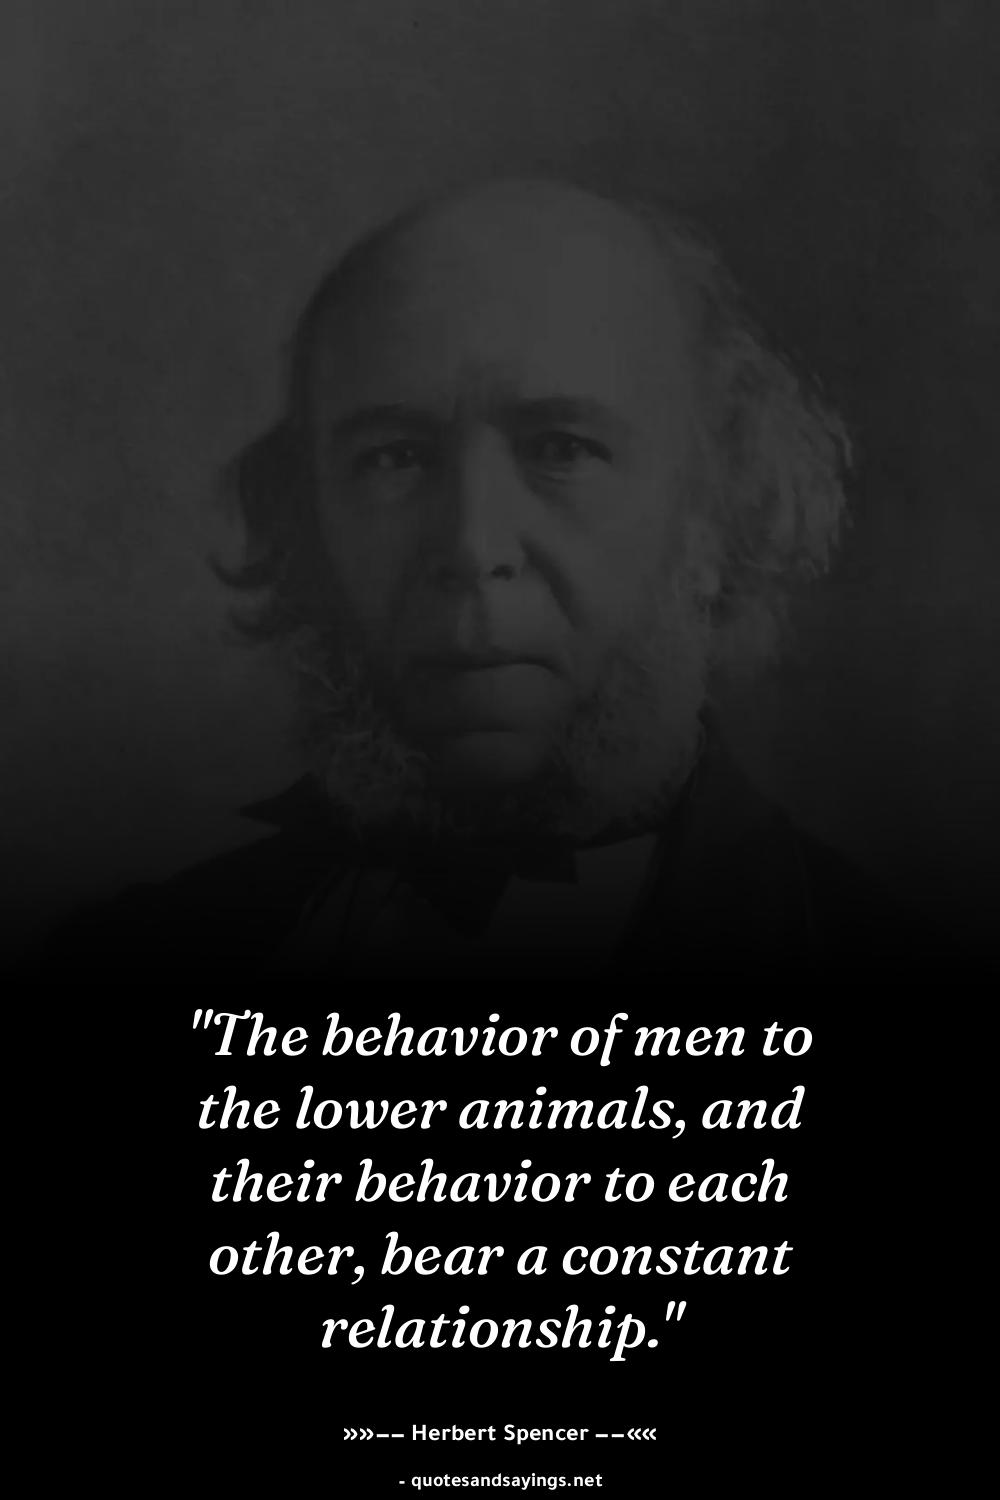 "The behavior of men to
the lower animals, and
their behavior to each
other, bear a constant
relationship."
»»–– Herbert Spencer ––««
- quotesandsayings.net